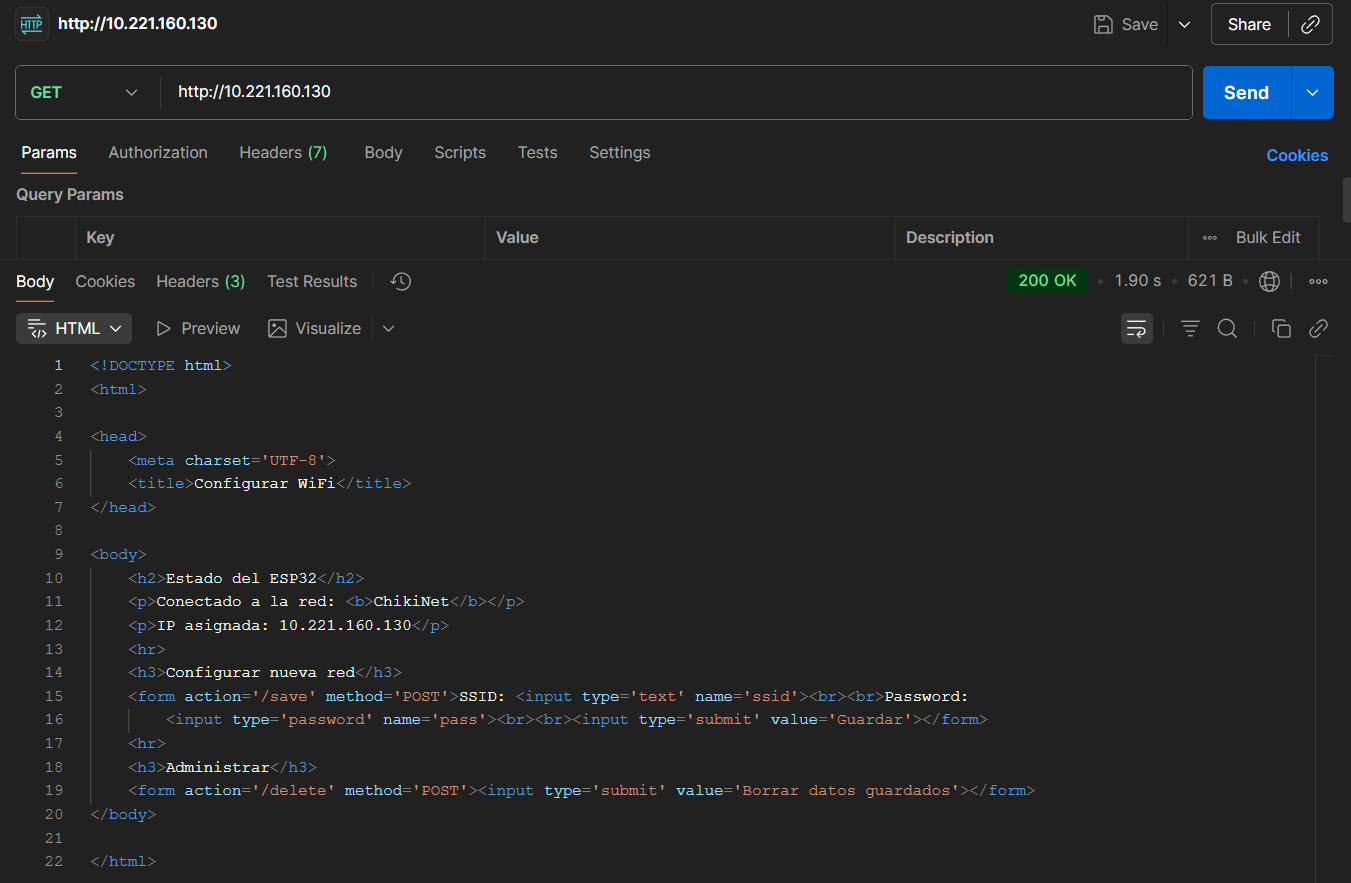 HTTP http://10.221.160.130 Save Share
GET http://10.221.160.130 Send
Params Authorization Headers (7) Body Scripts Tests Settings Cookies
Query Params
Key Value Description Bulk Edit
Body Cookies Headers (3) Test Results 200 OK • 1.90 s • 621 B •
HTML Preview Visualize
1 <!DOCTYPE html>
2 <html>
3
4 <head>
5 <meta charset='UTF-8'>
6 <title>Configurar WiFi</title>
7 </head>
8
9 <body>
10 <h2>Estado del ESP32</h2>
11 <p>Conectado a la red: <b>ChikiNet</b></p>
12 <p>IP asignada: 10.221.160.130</p>
13 <hr>
14 <h3>Configurar nueva red</h3>
15 <form action='/save' method='POST'>SSID: <input type='text' name='ssid'><br><br>Password:
16 <input type='password' name='pass'><br><br><input type='submit' value='Guardar'></form>
17 <hr>
18 <h3>Administrar</h3>
19 <form action='/delete' method='POST'><input type='submit' value='Borrar datos guardados'></form>
20 </body>
21
22 </html>